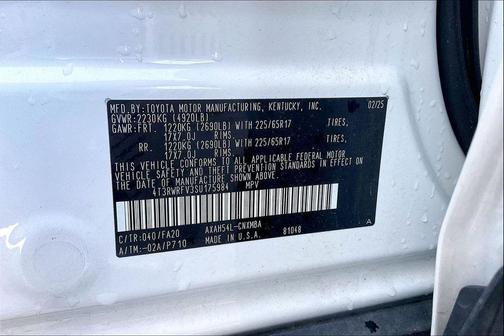 MFD.BY:TOYOTA MOTOR MANUFACTURING, KENTUCKY, INC. 02/25
GVWR:2230KG (4920LB)
GAWR:FRT. 1220KG (2690LB) WITH 225/65R17 TIRES,
17X7.0J RIMS.
RR. 1220KG (2690LB) WITH 225/65R17 TIRES,
17X7.0J RIMS.
THIS VEHICLE CONFORMS TO ALL APPLICABLE FEDERAL MOTOR
VEHICLE SAFETY AND THEFT PREVENTION STANDARDS IN EFFECT
ON THE DATE OF MANUFACTURE SHOWN ABOVE.
4T3RWRFV3SU175984 MPV
C/TR:040/FA20 AXAH54L-CNXMBA A
A/TM:-02A/P710 MADE IN U.S.A. 81048